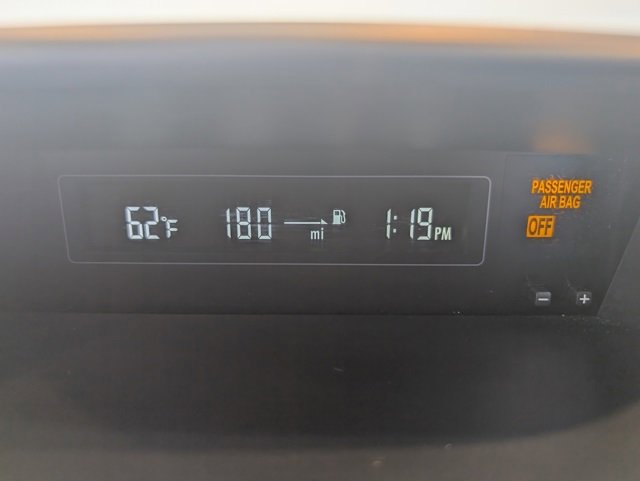 62°F 180 mi 1:19 PM
PASSENGER
AIR BAG
OFF
− +